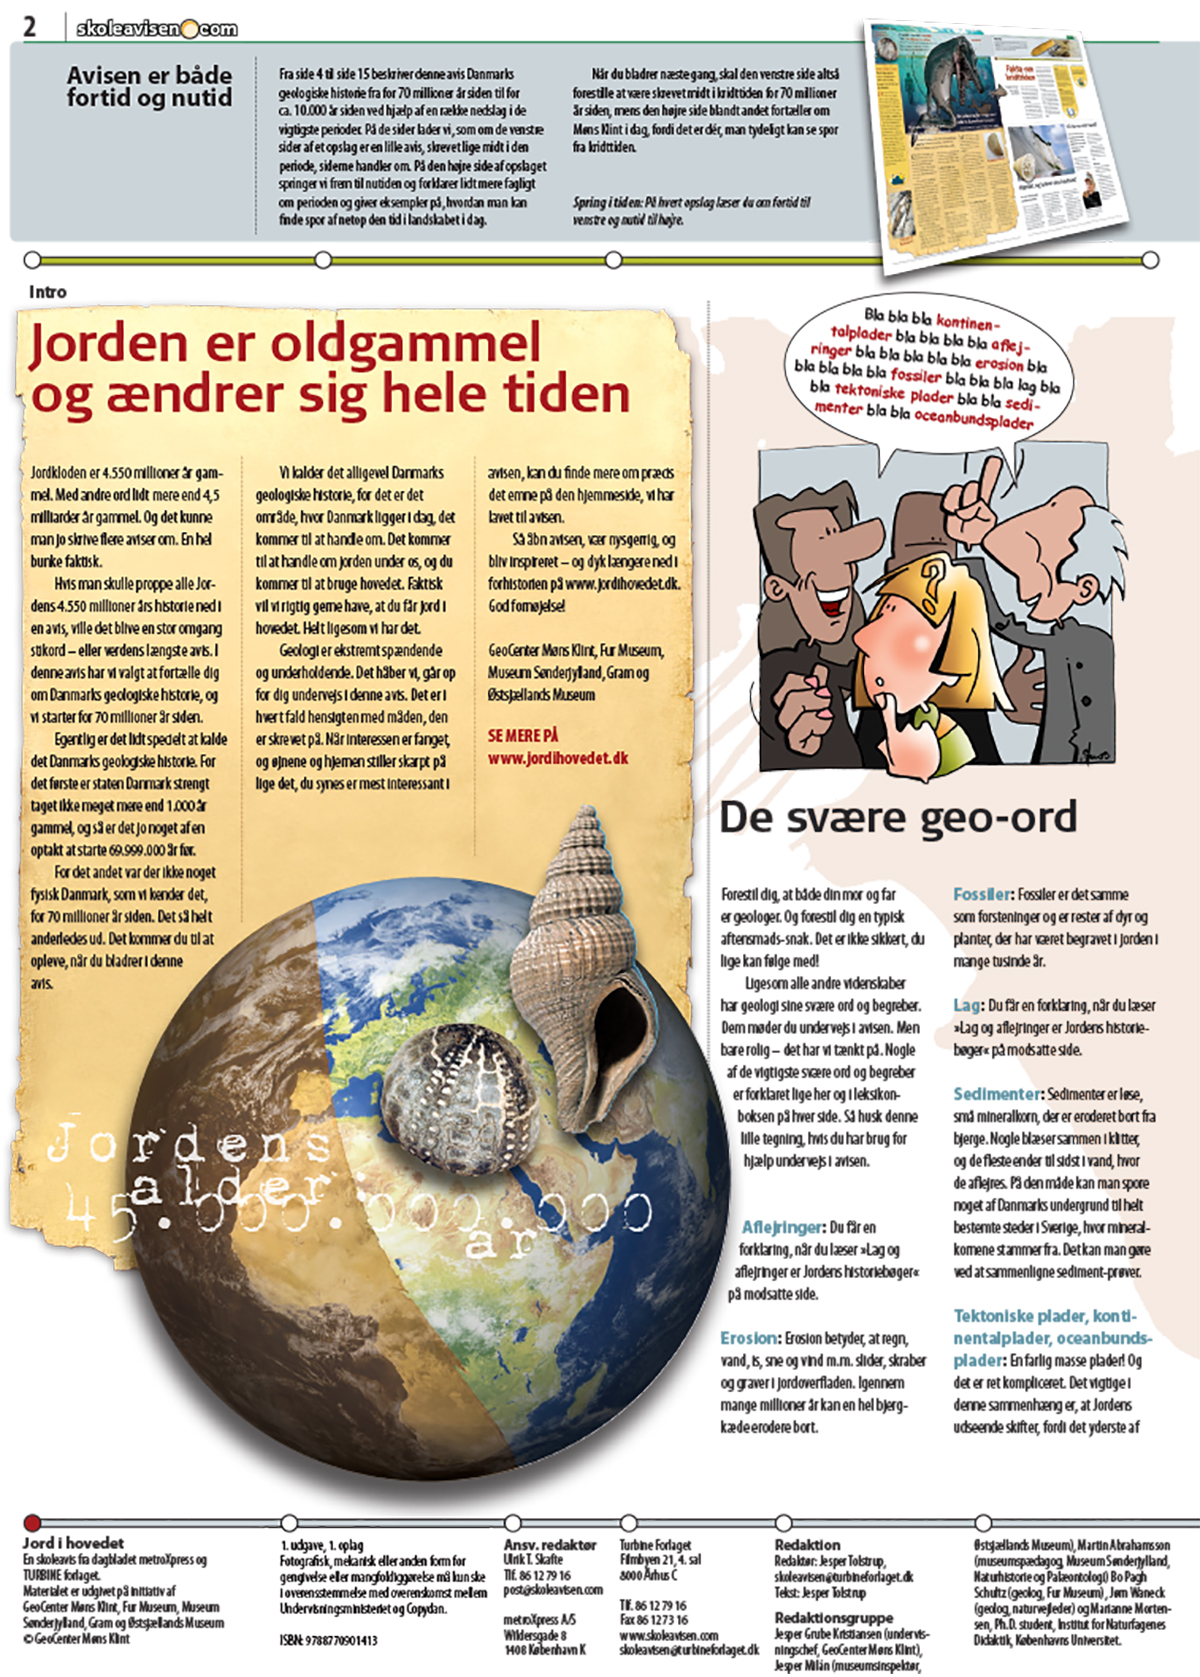 2
skoleavisen.com
Avisen er både
fortid og nutid
Fra side 4 til side 15 beskriver denne avis Danmarks
geologiske historie fra for 70 millioner år siden til for
ca. 10.000 år siden ved hjælp af en række nedslag i de
vigtigste perioder. På de sider lader vi, som om de venstre
sider af et opslag er en lille avis, skrevet lige midt i den
periode, siderne handler om. På den højre side af opslaget
springer vi frem til nutiden og forklarer lidt mere fagligt
om perioden og giver eksempler på, hvordan man kan
finde spor af netop den tid i landskabet i dag.
Når du bladrer næste gang, skal den venstre side altså
forestille at være skrevet midt i kridttiden for 70 millioner
år siden, mens den højre side blandt andet fortæller om
Møns Klint i dag, fordi det er dér, man tydeligt kan se spor
fra kridttiden.
Spring i tiden: På hvert opslag læser du om fortid til
venstre og nutid til højre.
Intro
Jorden er oldgammel
og ændrer sig hele tiden
Jordkloden er 4.550 millioner år gam-
mel. Med andre ord lidt mere end 4,5
milliarder år gammel. Og det kunne
man jo skrive flere aviser om. En hel
bunke faktisk.
Hvis man skulle proppe alle Jor-
dens 4.550 millioner års historie ned i
en avis, ville det blive en stor omgang
stikord – eller verdens længste avis. I
denne avis har vi valgt at fortælle dig
om Danmarks geologiske historie, og
vi starter for 70 millioner år siden.
Egentlig er det lidt specielt at kalde
det Danmarks geologiske historie. For
det første er staten Danmark strengt
taget ikke meget mere end 1.000 år
gammel, og så er det jo noget af en
optakt at starte 69.999.000 år før.
For det andet var der ikke noget
fysisk Danmark, som vi kender det,
for 70 millioner år siden. Det så helt
anderledes ud. Det kommer du til at
opleve, når du bladrer i denne
avis.
Vi kalder det alligevel Danmarks
geologiske historie, for det er det
område, hvor Danmark ligger i dag, det
kommer til at handle om. Det kommer
til at handle om jorden under os, og du
kommer til at bruge hovedet. Faktisk
vil vi rigtig gerne have, at du får jord i
hovedet. Helt ligesom vi har det.
Geologi er ekstremt spændende
og underholdende. Det håber vi, går op
for dig undervejs i denne avis. Det er i
hvert fald hensigten med måden, den
er skrevet på. Når interessen er fanget,
og øjnene og hjernen stiller skarpt på
lige det, du synes er mest interessant i
avisen, kan du finde mere om præcis
det emne på den hjemmeside, vi har
lavet til avisen.
Så åbn avisen, vær nysgerrig, og
bliv inspireret – og dyk længere ned i
forhistorien på www.jordihovedet.dk.
God fornøjelse!
GeoCenter Møns Klint, Fur Museum,
Museum Sønderjylland, Gram og
Østsjællands Museum
SE MERE PÅ
www.jordihovedet.dk
Jordens
alder:
45.000.000.000
år
Bla bla bla kontinen-
talplader bla bla bla bla aflej-
ringer bla bla bla bla bla erosion bla
bla bla bla bla fossiler bla bla bla lag bla
bla tektoniske plader bla bla sedi-
menter bla bla oceanbundsplader
?
De svære geo-ord
Forestil dig, at både din mor og far
er geologer. Og forestil dig en typisk
aftensmads-snak. Det er ikke sikkert, du
lige kan følge med!
Ligesom alle andre videnskaber
har geologi sine svære ord og begreber.
Dem møder du undervejs i avisen. Men
bare rolig – det har vi tænkt på. Nogle
af de vigtigste svære ord og begreber
er forklaret lige her og i leksikon-
boksen på hver side. Så husk denne
lille tegning, hvis du har brug for
hjælp undervejs i avisen.
Aflejringer: Du får en
forklaring, når du læser »Lag og
aflejringer er Jordens historiebøger«
på modsatte side.
Erosion: Erosion betyder, at regn,
vand, is, sne og vind m.m. slider, skraber
og graver i jordoverfladen. Igennem
mange millioner år kan en hel bjerg-
kæde erodere bort.
Fossiler: Fossiler er det samme
som forsteninger og er rester af dyr og
planter, der har været begravet i jorden i
mange tusinde år.
Lag: Du får en forklaring, når du læser
»Lag og aflejringer er Jordens historie-
bøger« på modsatte side.
Sedimenter: Sedimenter er løse,
små mineralkorn, der er eroderet bort fra
bjerge. Nogle blæser sammen i klitter,
og de fleste ender til sidst i vand, hvor
de aflejres. På den måde kan man spore
noget af Danmarks undergrund til helt
bestemte steder i Sverige, hvor mineral-
kornene stammer fra. Det kan man gøre
ved at sammenligne sediment-prøver.
Tektoniske plader, konti-
nentalplader, oceanbunds-
plader: En farlig masse plader! Og
det er ret kompliceret. Det vigtige i
denne sammenhæng er, at Jordens
udseende skifter, fordi det yderste af
Jord i hovedet
En skoleavis fra dagbladet metroXpress og
TURBINE forlaget.
Materialet er udgivet på initiativ af
GeoCenter Møns Klint, Fur Museum, Museum
Sønderjylland, Gram og Østsjællands Museum
© GeoCenter Møns Klint
1. udgave, 1. oplag
Fotografisk, mekanisk eller anden form for
gengivelse eller mangfoldiggørelse må kun ske
i overensstemmelse med overenskomst mellem
Undervisningsministeriet og Copydan.
ISBN: 9788770901413
Ansv. redaktør
Ulrik T. Skafte
Tlf. 86 12 79 16
post@skoleavisen.com
metroXpress A/S
Wildersgade 8
1408 København K
Turbine Forlaget
Filmbyen 21, 4. sal
8000 Århus C
Tlf. 86 12 79 16
Fax 86 12 73 16
www.skoleavisen.com
skoleavisen@turbineforlaget.dk
Redaktion
Redaktør: Jesper Tolstrup,
skoleavisen@turbineforlaget.dk
Tekst: Jesper Tolstrup
Redaktionsgruppe
Jesper Grube Kristiansen (undervis-
ningschef, GeoCenter Møns Klint),
Jesper Milàn (museumsinspektør,
Østsjællands Museum), Martin Abrahamsson
(museumspædagog, Museum Sønderjylland,
Naturhistorie og Palæontologi) Bo Pagh
Schultz (geolog, Fur Museum), Jørn Waneck
(geolog, naturvejleder) og Marianne Morten-
sen, Ph.D. student, Institut for Naturfagenes
Didaktik, Københavns Universitet.